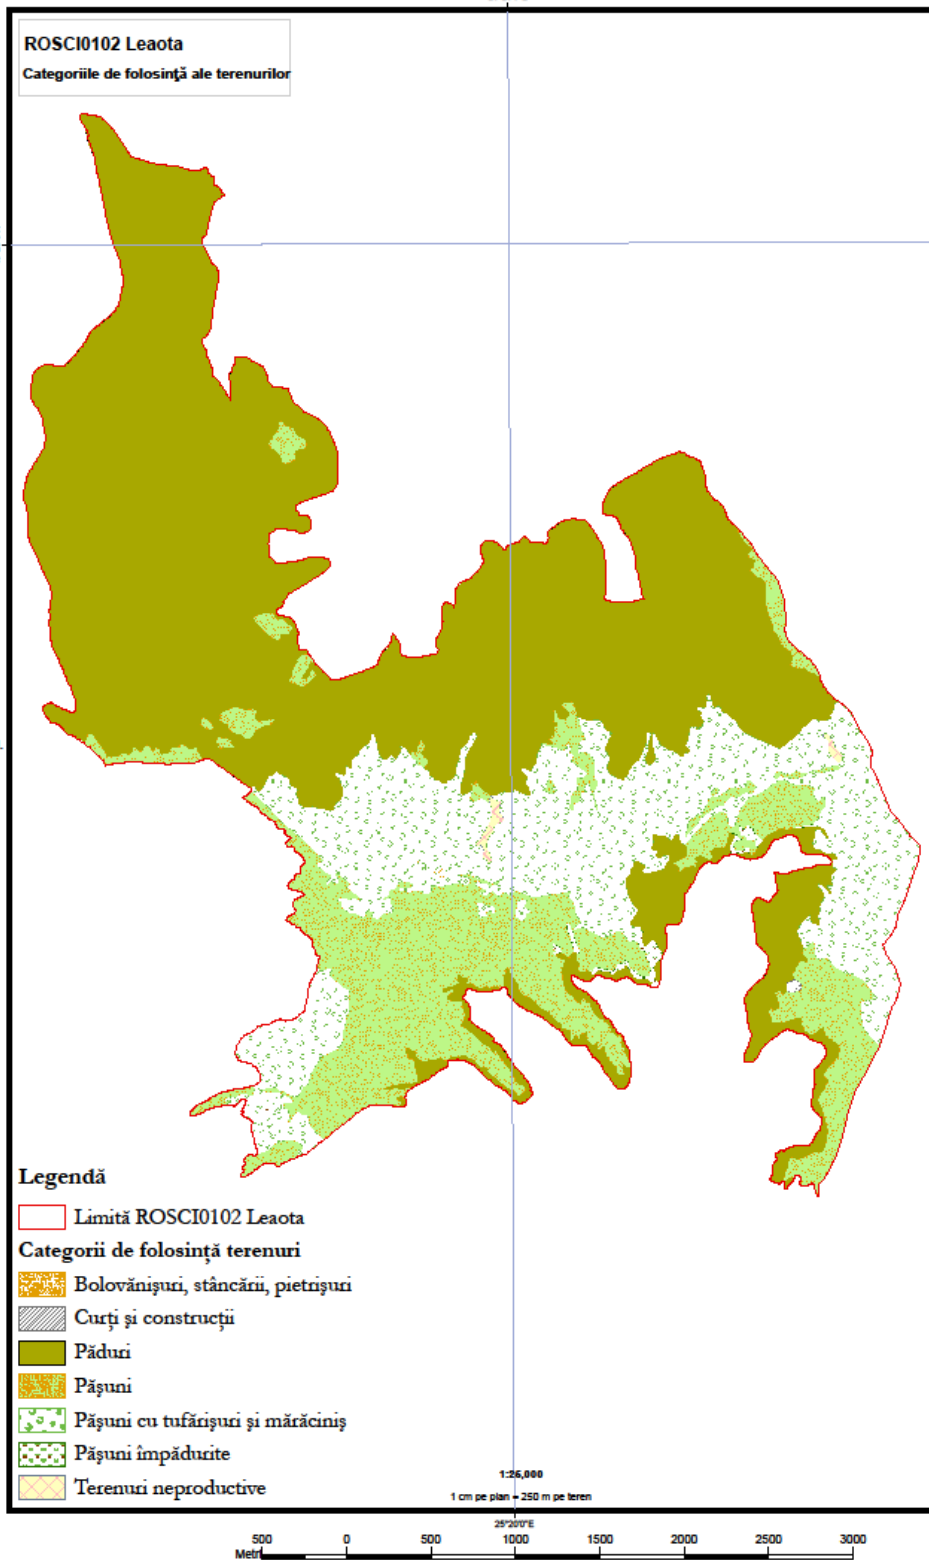 ROSCI0102 Leaota
Categoriile de folosinţă ale terenurilor
Legendă
Limită ROSCI0102 Leaota
Categorii de folosință terenuri
Bolovănişuri, stâncării, pietrişuri
Curţi şi construcţii
Păduri
Păşuni
Păşuni cu tufărişuri şi mărăciniş
Păşuni împădurite
Terenuri neproductive
1:26,000
1 cm pe plan = 250 m pe teren
25°20'0"E
500 0 500 1000 1500 2000 2500 3000
Metri